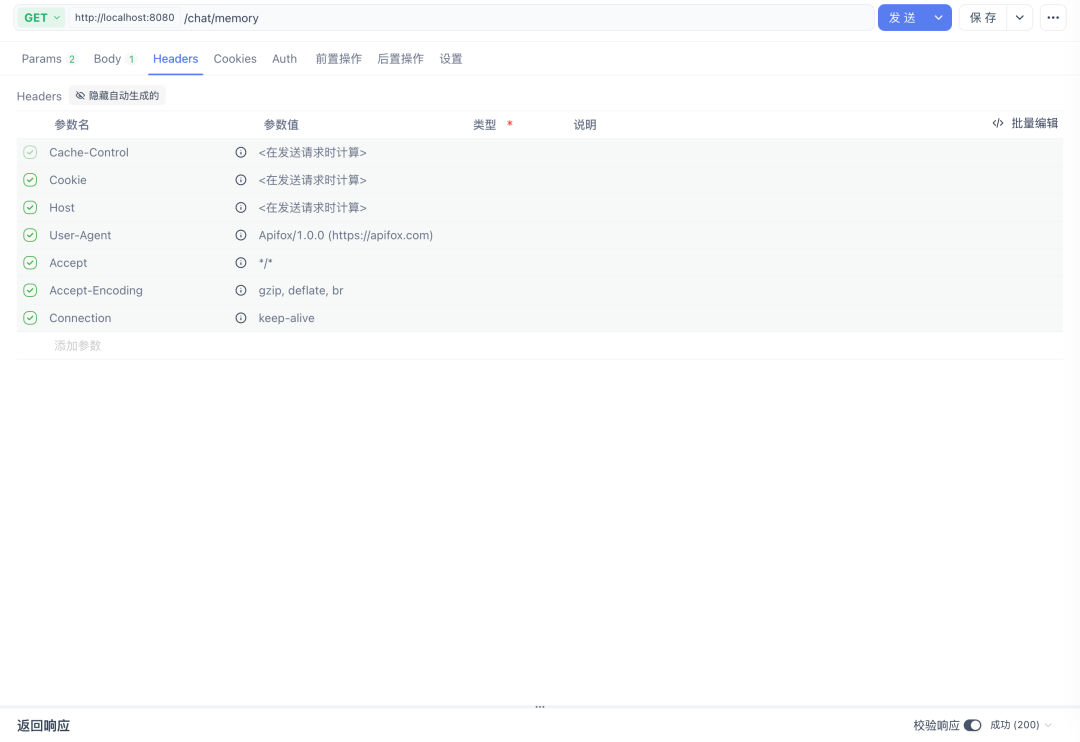 GET http://localhost:8080 /chat/memory 发送 保存
Params 2 Body 1 Headers Cookies Auth 前置操作 后置操作 设置
Headers 隐藏自动生成的
参数名 参数值 类型 * 说明 批量编辑
Cache-Control <在发送请求时计算>
Cookie <在发送请求时计算>
Host <在发送请求时计算>
User-Agent Apifox/1.0.0 (https://apifox.com)
Accept */*
Accept-Encoding gzip, deflate, br
Connection keep-alive
添加参数
返回响应 校验响应 成功 (200)